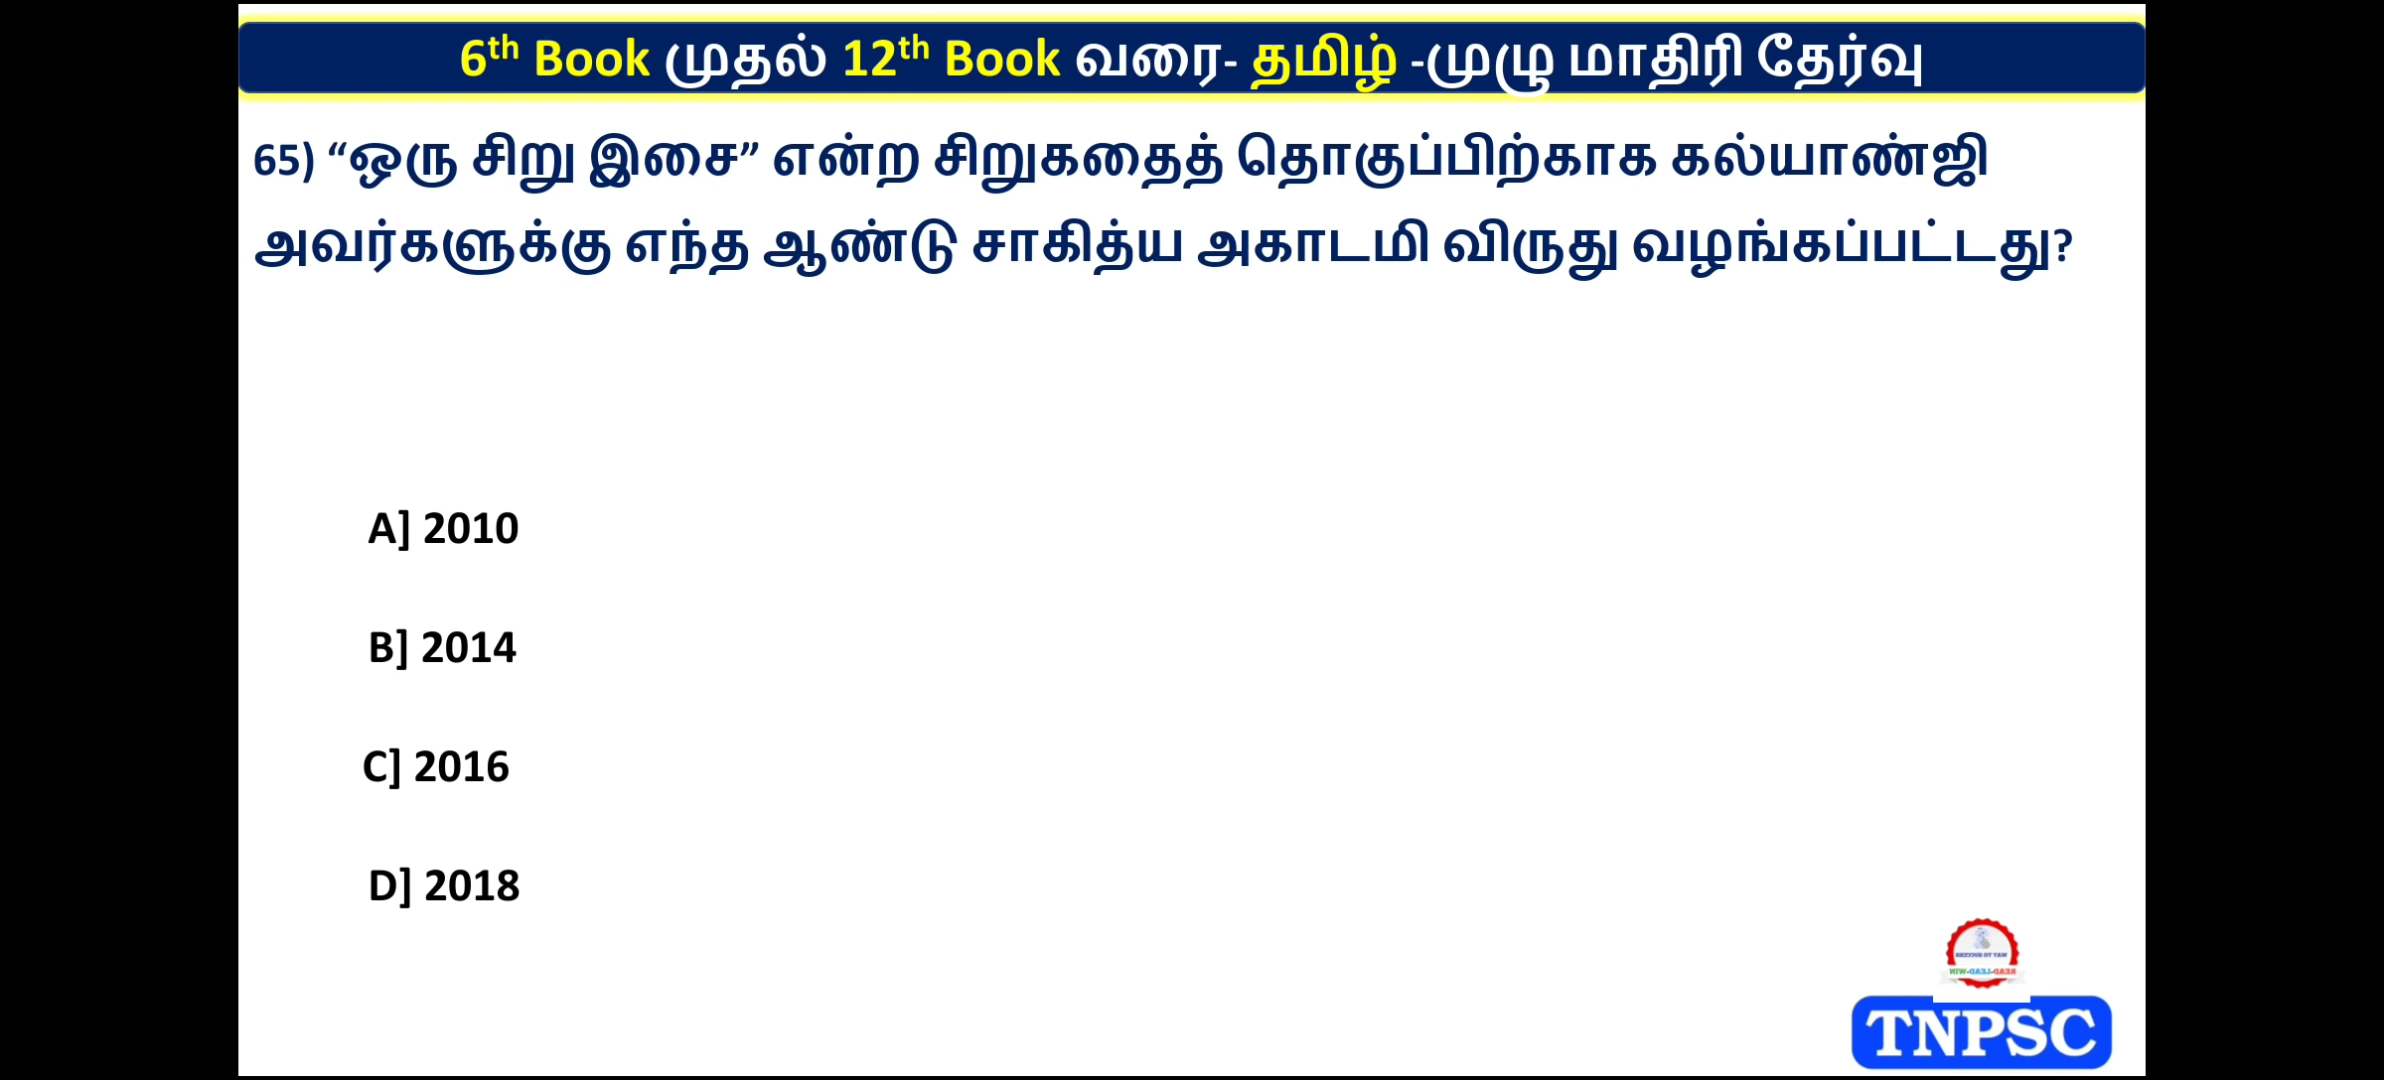 6th Book முதல் 12th Book வரை- தமிழ் -முழு மாதிரி தேர்வு
65) “ஒரு சிறு இசை” என்ற சிறுகதைத் தொகுப்பிற்காக கல்யாண்ஜி
அவர்களுக்கு எந்த ஆண்டு சாகித்ய அகாடமி விருது வழங்கப்பட்டது?
A] 2010
B] 2014
C] 2016
D] 2018
TNPSC